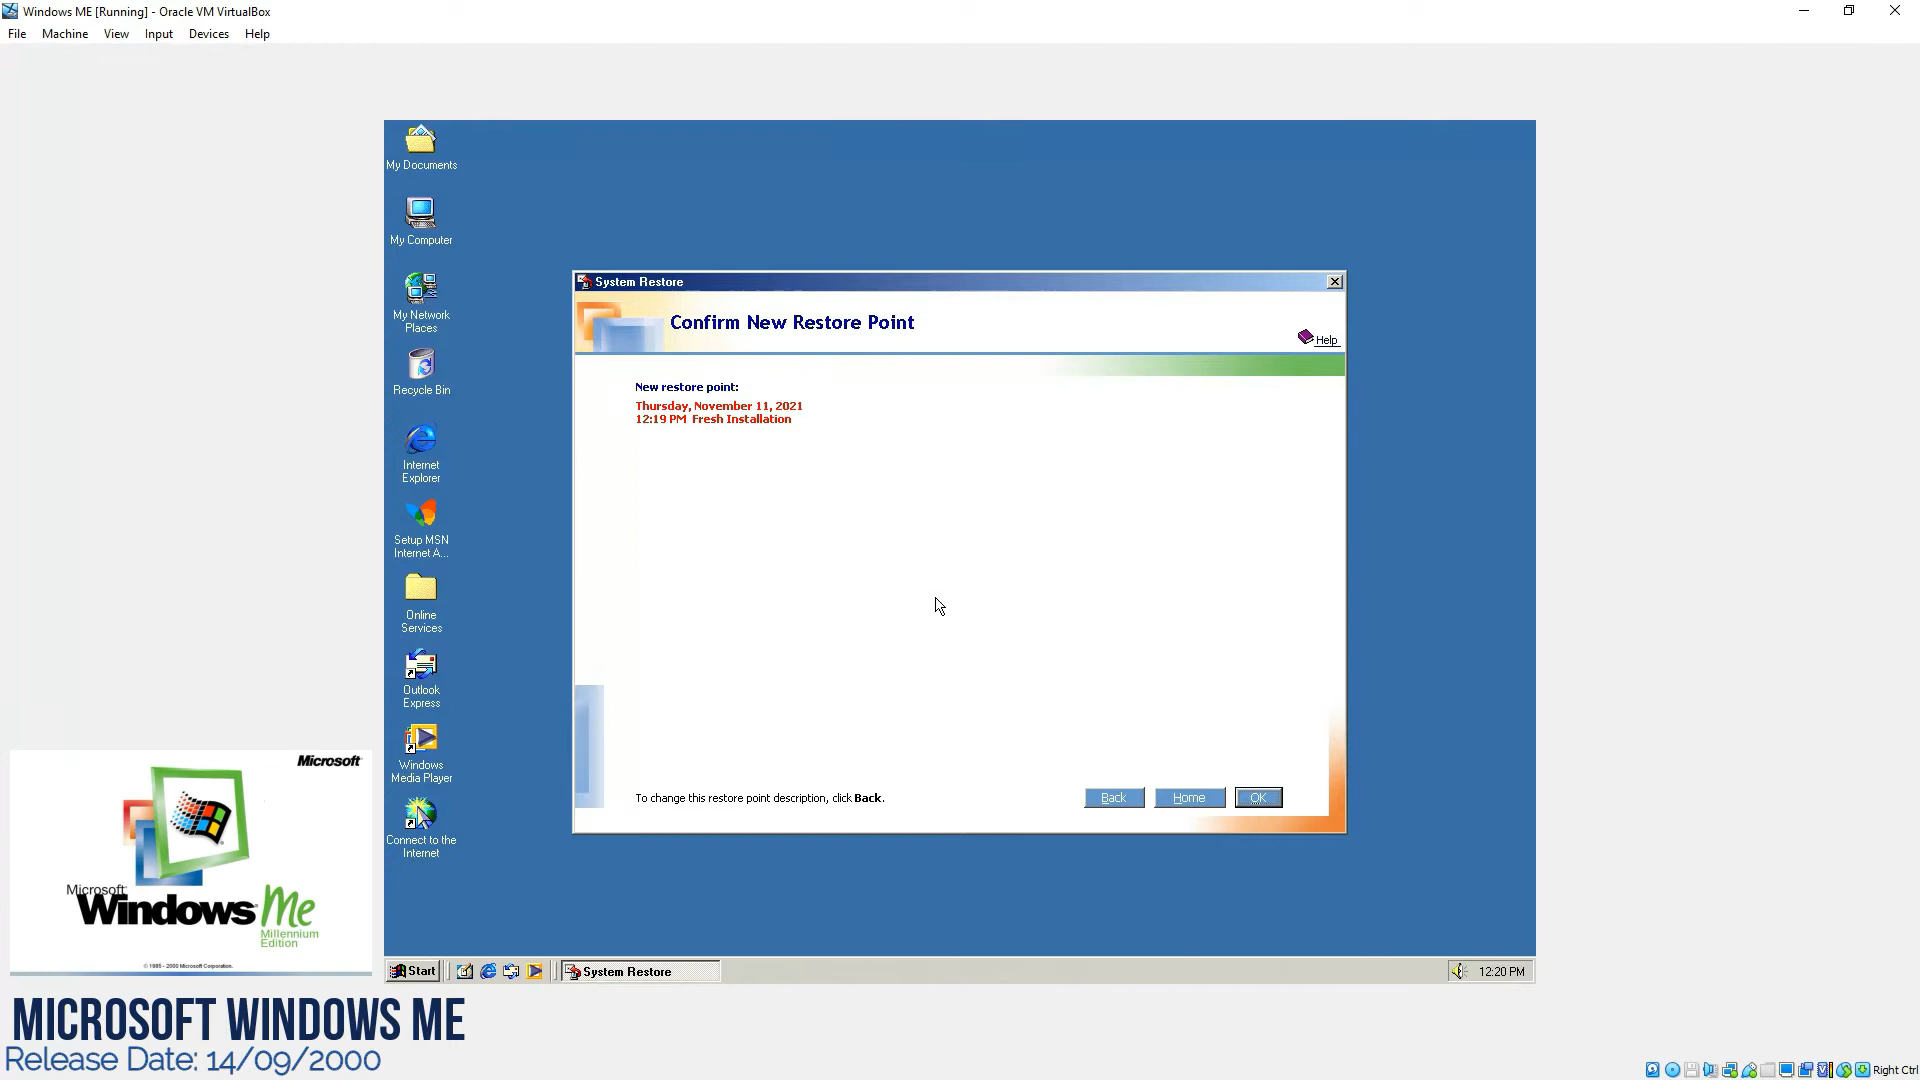 Windows ME [Running] - Oracle VM VirtualBox
File Machine View Input Devices Help
My Documents
My Computer
My Network
Places
Recycle Bin
Internet
Explorer
Setup MSN
Internet A...
Online
Services
Outlook
Express
Windows
Media Player
Connect to the
Internet
System Restore
Confirm New Restore Point
Help
New restore point:
Thursday, November 11, 2021
12:19 PM Fresh Installation
To change this restore point description, click Back.
Back Home OK
Start System Restore 12:20 PM
Microsoft
Microsoft
Windows Me
Millennium
Edition
© 1985 - 2000 Microsoft Corporation.
MICROSOFT WINDOWS ME
Release Date: 14/09/2000
Right Ctrl